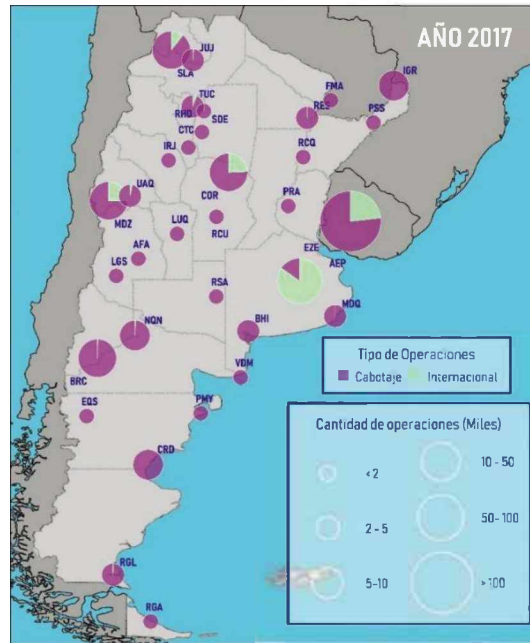 AÑO 2017
JUJ
SLA
IGR
FMA
TUC
RHD
RES
PSS
SDE
CTC
RCQ
IRJ
UAQ
COR
PRA
MDZ
LUQ
RCU
EZE
AEP
AFA
LGS
RSA
MDQ
NQN
BHI
BRC
VDM
EQS
PMY
CRD
RGL
RGA
Tipo de Operaciones
Cabotaje Internacional
Cantidad de operaciones (Miles)
<2 10 - 50
2 - 5 50 - 100
5-10 >100